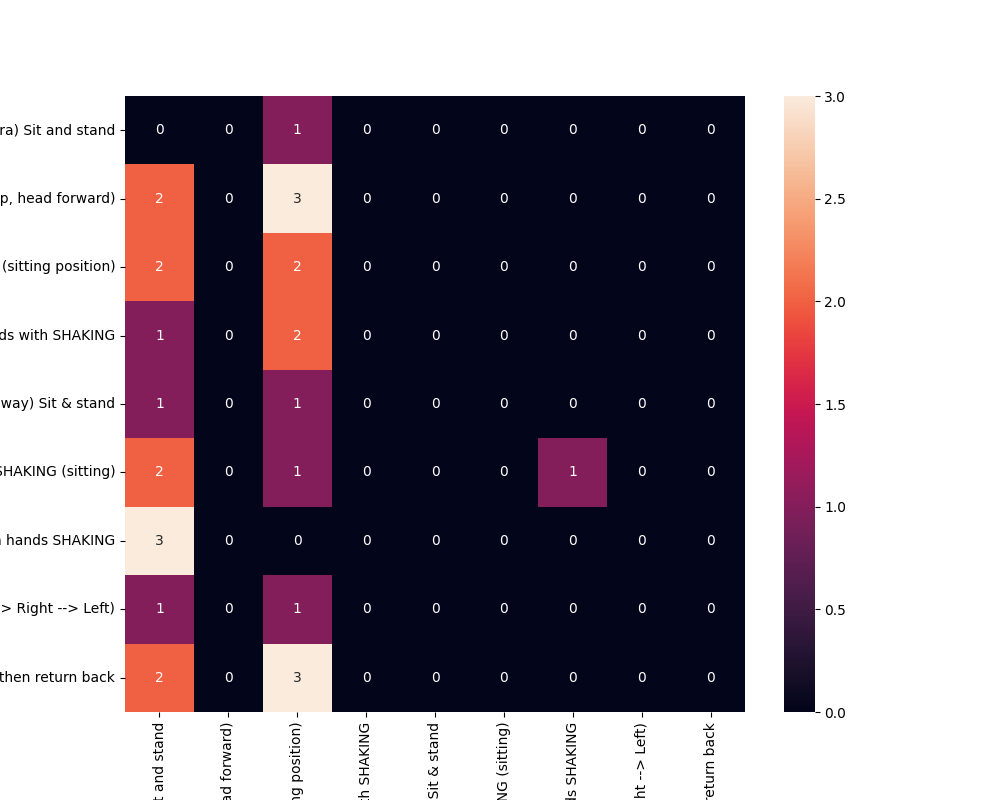 ra) Sit and stand
0 0 1 0 0 0 0 0 0
p, head forward)
2 0 3 0 0 0 0 0 0
(sitting position)
2 0 2 0 0 0 0 0 0
ds with SHAKING
1 0 2 0 0 0 0 0 0
way) Sit & stand
1 0 1 0 0 0 0 0 0
SHAKING (sitting)
2 0 1 0 0 0 1 0 0
hands SHAKING
3 0 0 0 0 0 0 0 0
> Right --> Left)
1 0 1 0 0 0 0 0 0
then return back
2 0 3 0 0 0 0 0 0
t and stand
ad forward)
ng position)
th SHAKING
Sit & stand
NG (sitting)
ds SHAKING
ht --> Left)
return back
3.0
2.5
2.0
1.5
1.0
0.5
0.0